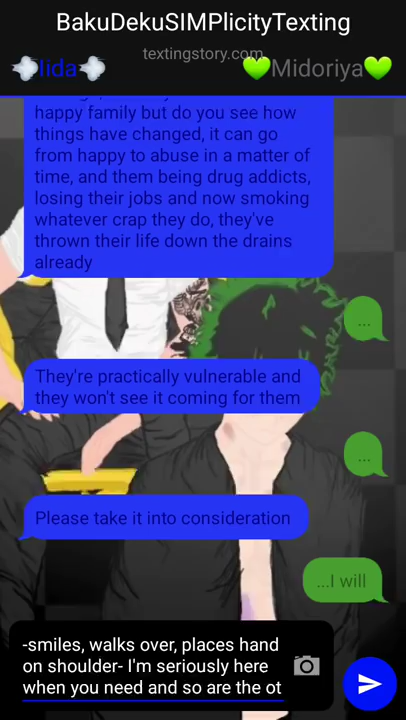 BakuDekuSIMPlicityTexting
textingstory.com
💨Iida💨
💚Midoriya💚
happy family but do you see how
things have changed, it can go
from happy to abuse in a matter of
time, and them being drug addicts,
losing their jobs and now smoking
whatever crap they do, they've
thrown their life down the drains
already
...
They're practically vulnerable and
they won't see it coming for them
...
Please take it into consideration
...I will
-smiles, walks over, places hand
on shoulder- I'm seriously here
when you need and so are the ot